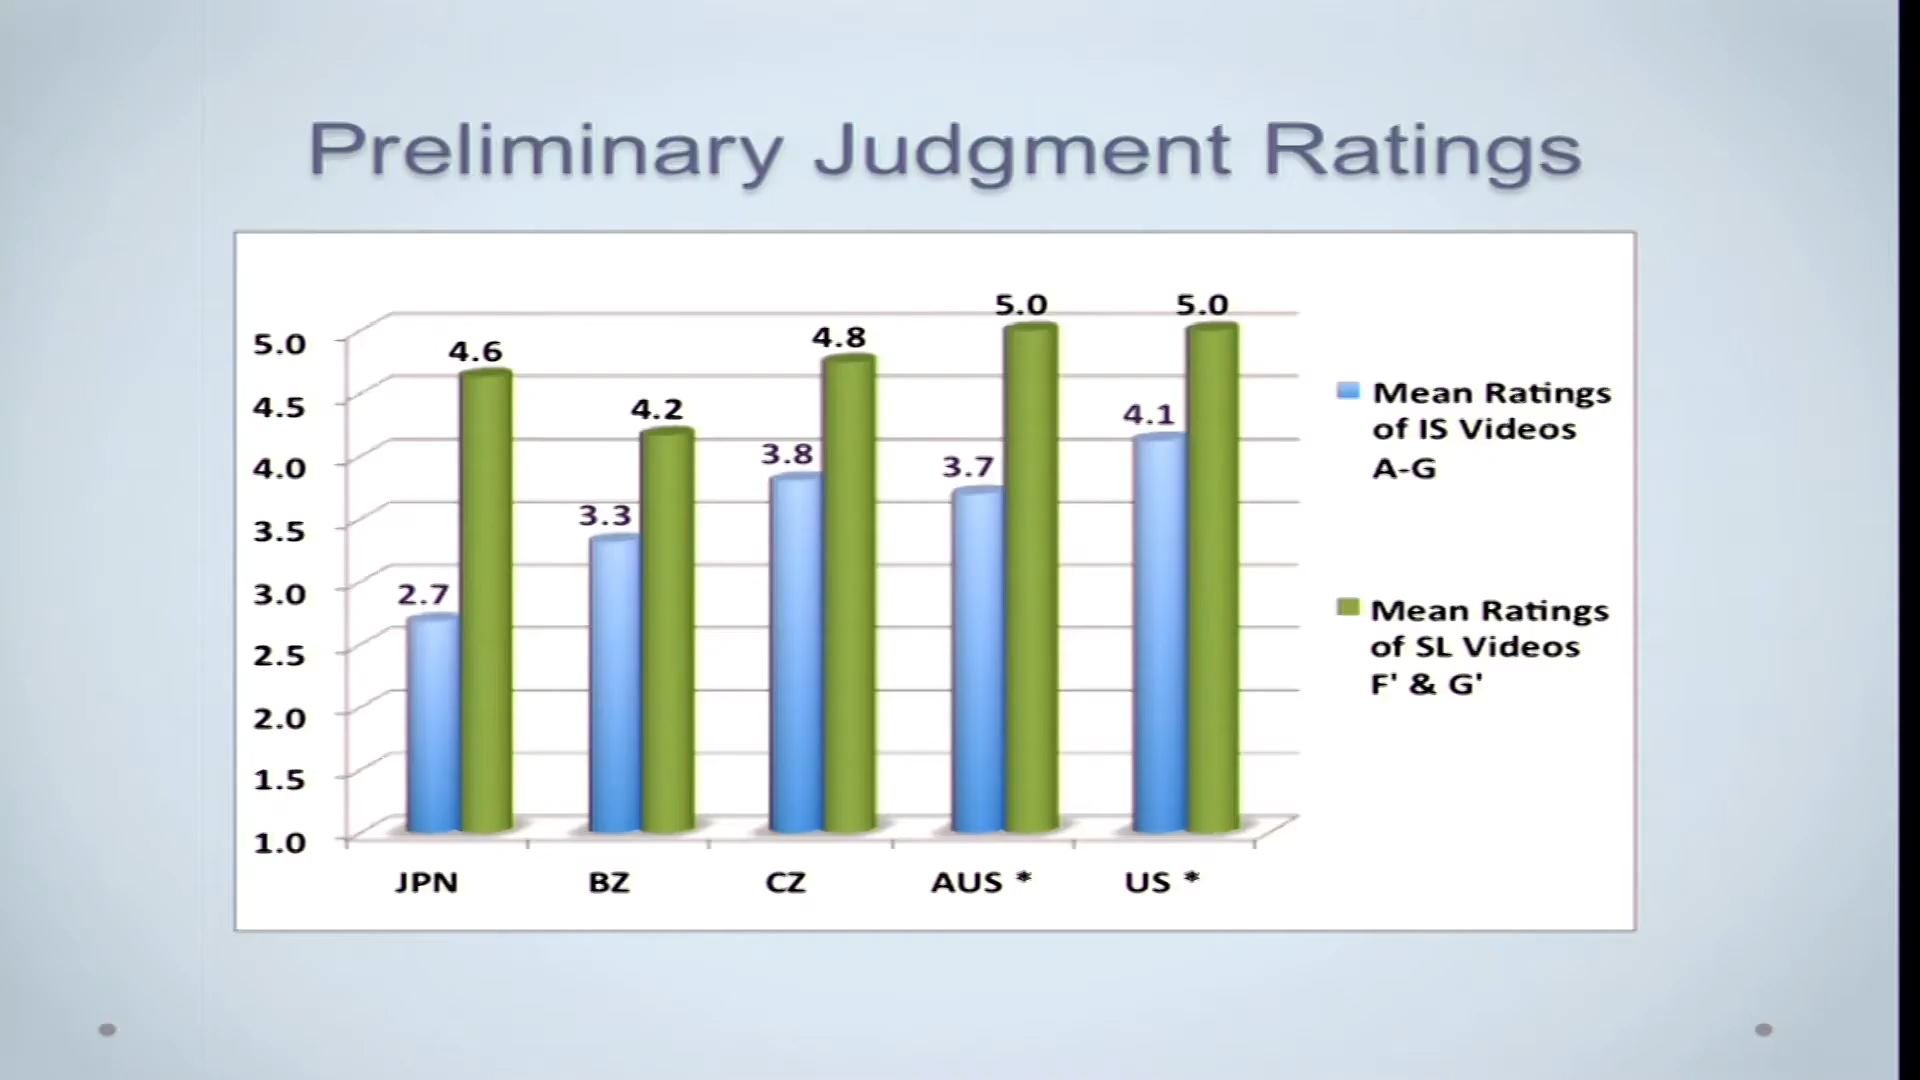 Preliminary Judgment Ratings
5.0
4.5
4.0
3.5
3.0
2.5
2.0
1.5
1.0
2.7
4.6
3.3
4.2
3.8
4.8
3.7
5.0
4.1
5.0
JPN
BZ
CZ
AUS *
US *
Mean Ratings
of IS Videos
A-G
Mean Ratings
of SL Videos
F' & G'